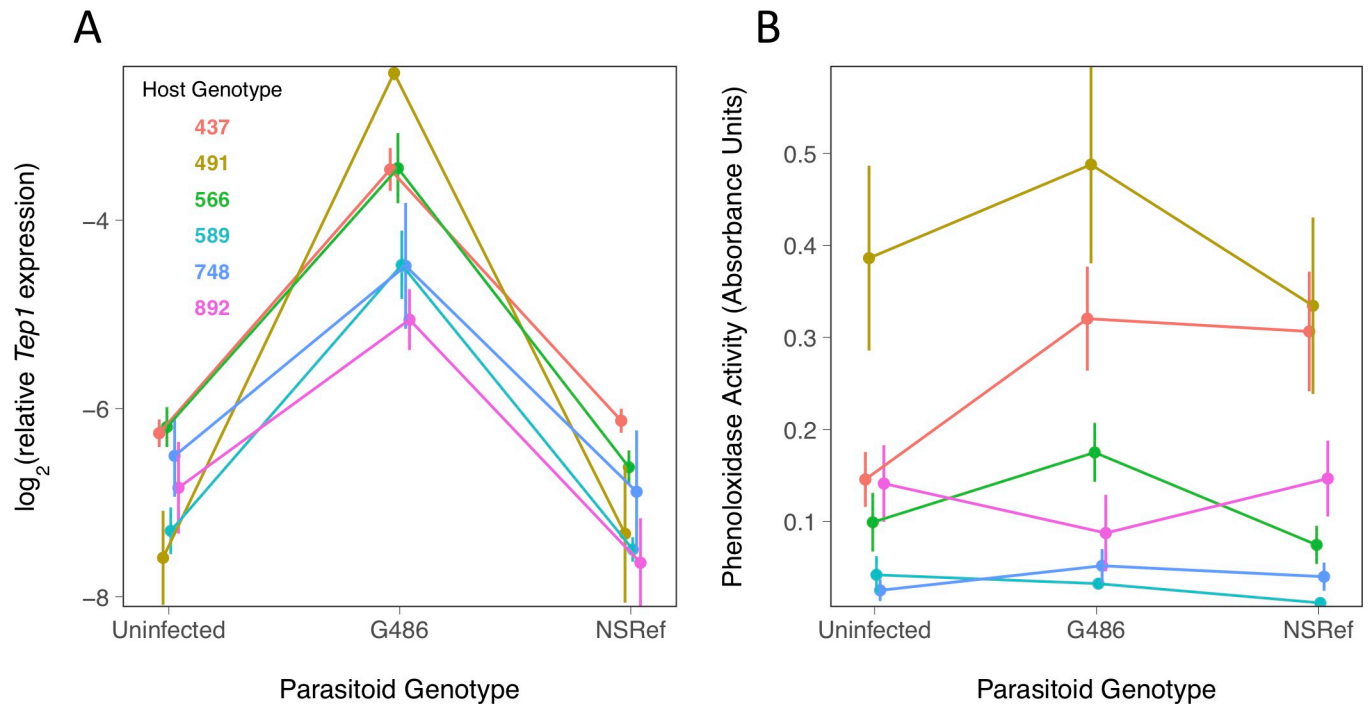 A
Host Genotype
437
491
566
589
748
892
log2(relative Tep1 expression)
−4
−6
−8
Uninfected G486 NSRef
Parasitoid Genotype
B
Phenoloxidase Activity (Absorbance Units)
0.5
0.4
0.3
0.2
0.1
Uninfected G486 NSRef
Parasitoid Genotype